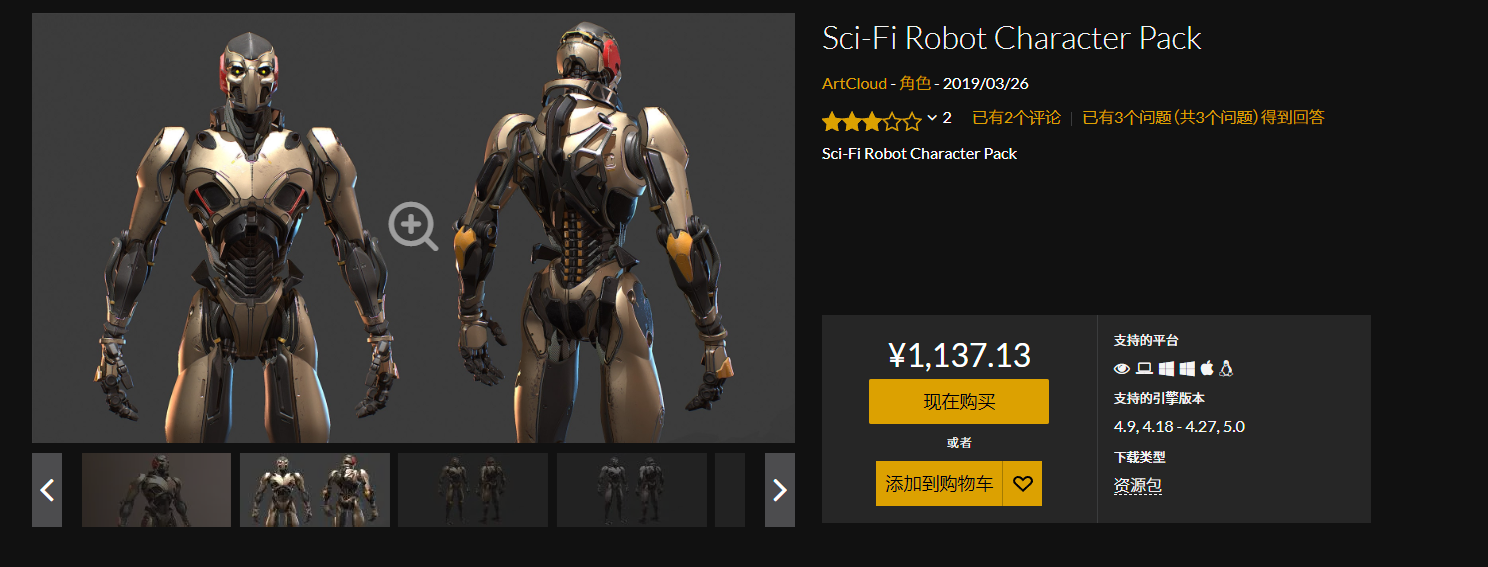 Sci-Fi Robot Character Pack
ArtCloud - 角色 - 2019/03/26
2 已有2个评论 | 已有3个问题 (共3个问题) 得到回答
Sci-Fi Robot Character Pack
¥1,137.13
现在购买
或者
添加到购物车
支持的平台
支持的引擎版本
4.9, 4.18 - 4.27, 5.0
下载类型
资源包